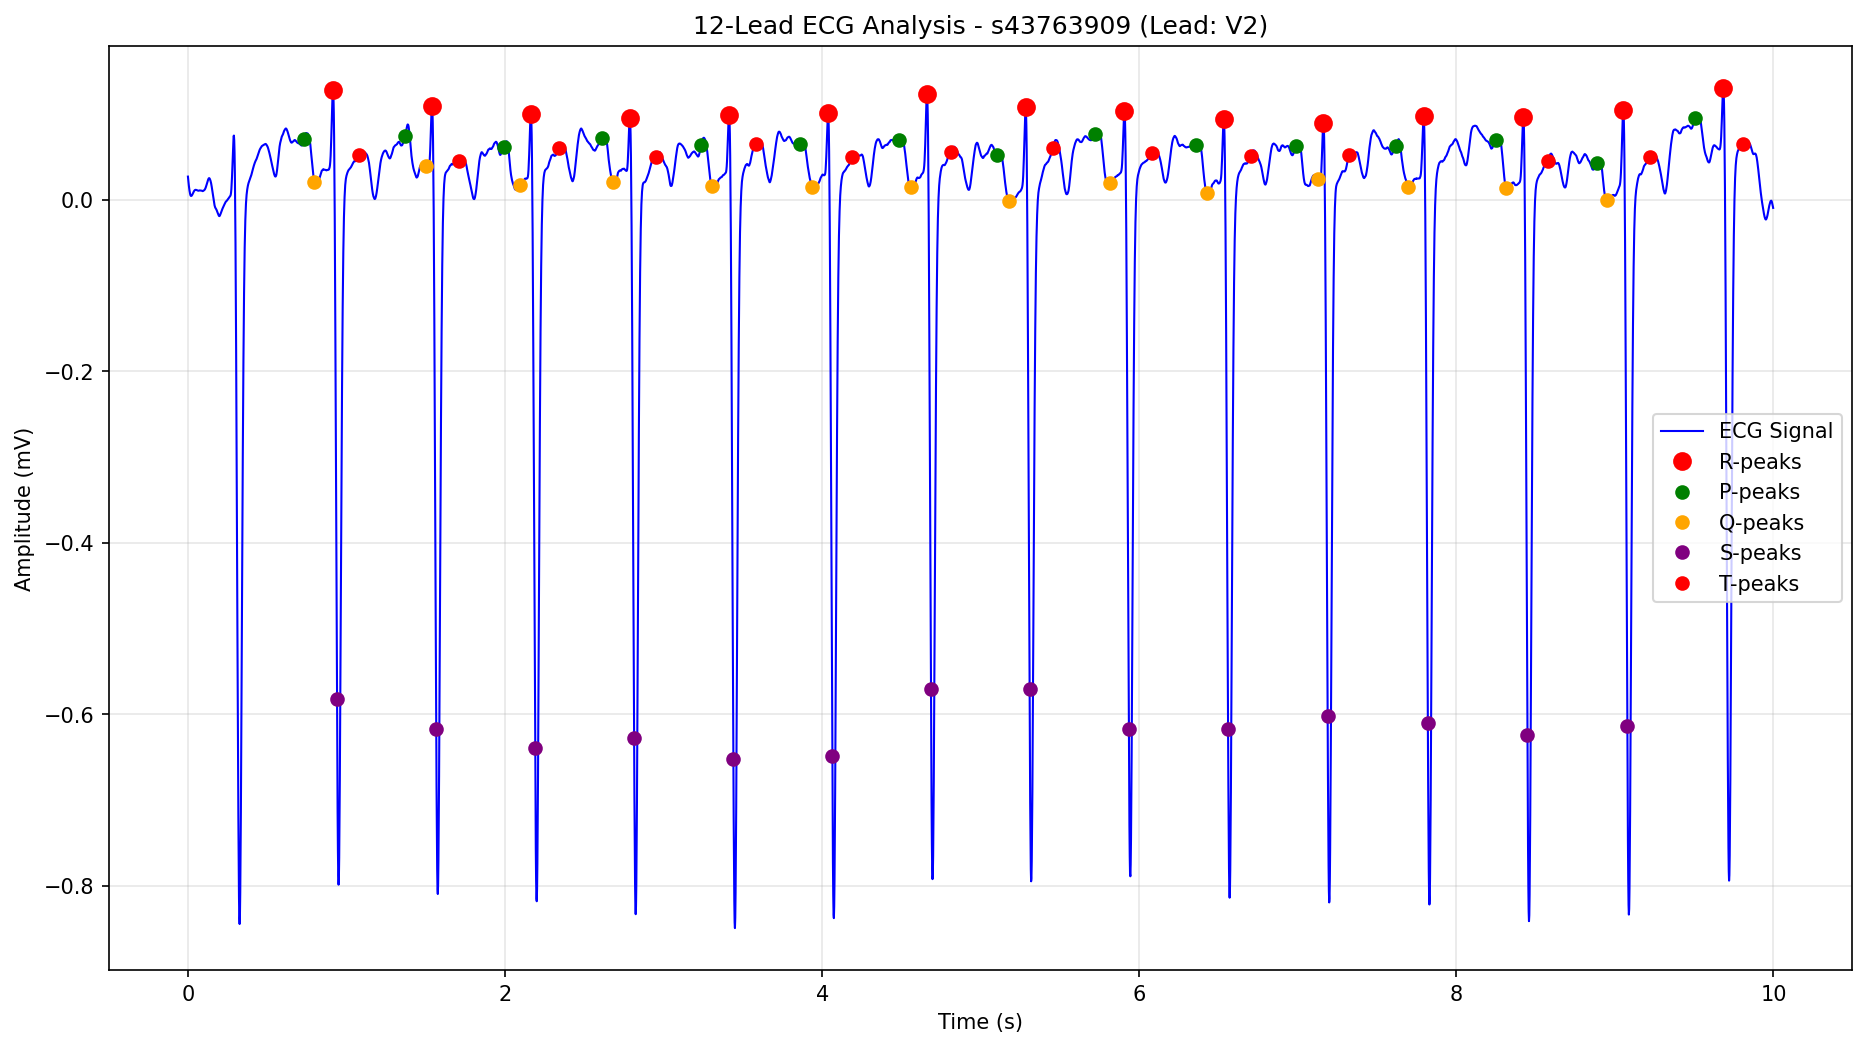 12-Lead ECG Analysis - s43763909 (Lead: V2)
Amplitude (mV)
0.0
−0.2
−0.4
−0.6
−0.8
ECG Signal
R-peaks
P-peaks
Q-peaks
S-peaks
T-peaks
0 2 4 6 8 10
Time (s)